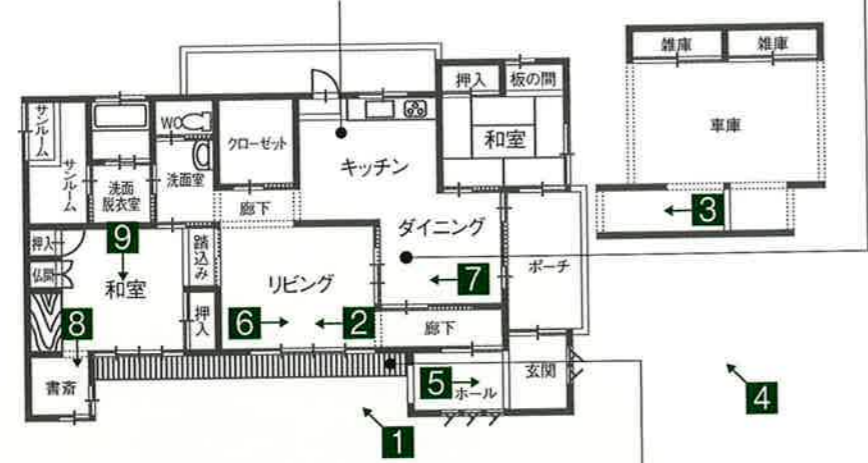 雑庫
雑庫
車庫
3
押入
板の間
和室
WC
クローゼット
キッチン
サンルーム
サンルーム
洗面
脱衣室
洗面室
廊下
ダイニング
ポーチ
押入
仏間
9
和室
踏込み
押入
リビング
7
6
2
廊下
8
書斎
5
ホール
玄関
1
4